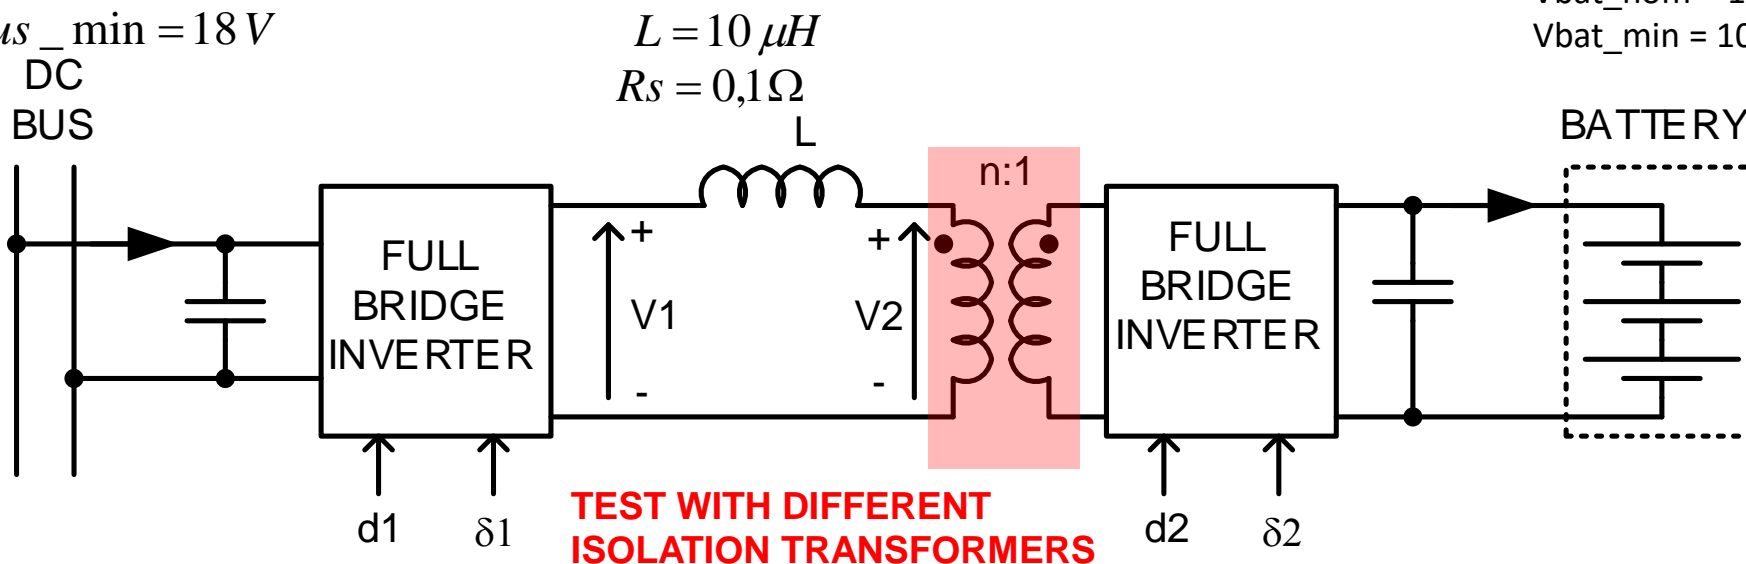 _ min = 18 V
L = 10 μH
Rs = 0,1Ω
Vbat_min = 10
DC
BUS
L
n:1
BATTERY
FULL
BRIDGE
INVERTER
+
V1
-
+
V2
-
FULL
BRIDGE
INVERTER
d1
δ1
TEST WITH DIFFERENT
ISOLATION TRANSFORMERS
d2
δ2